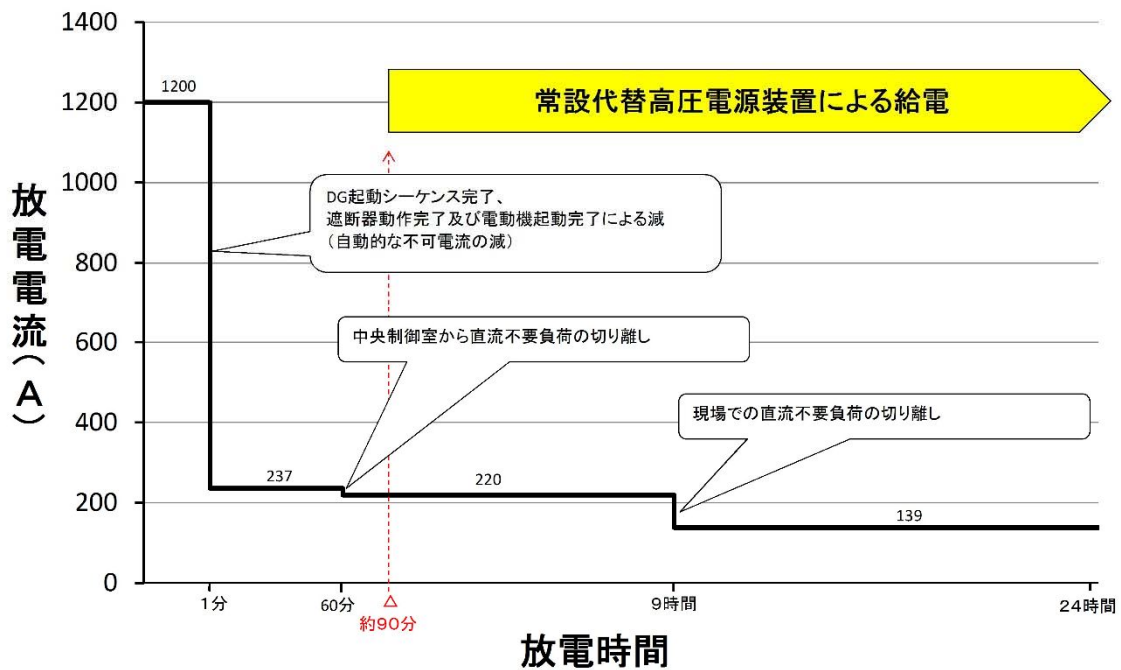 1400
1200
1000
800
600
400
200
0
放電電流(A)
1200
常設代替高圧電源装置による給電
DG起動シーケンス完了、
遮断器動作完了及び電動機起動完了による減
(自動的な不可電流の減)
中央制御室から直流不要負荷の切り離し
現場での直流不要負荷の切り離し
237
220
139
1分
60分
△
約90分
9時間
24時間
放電時間